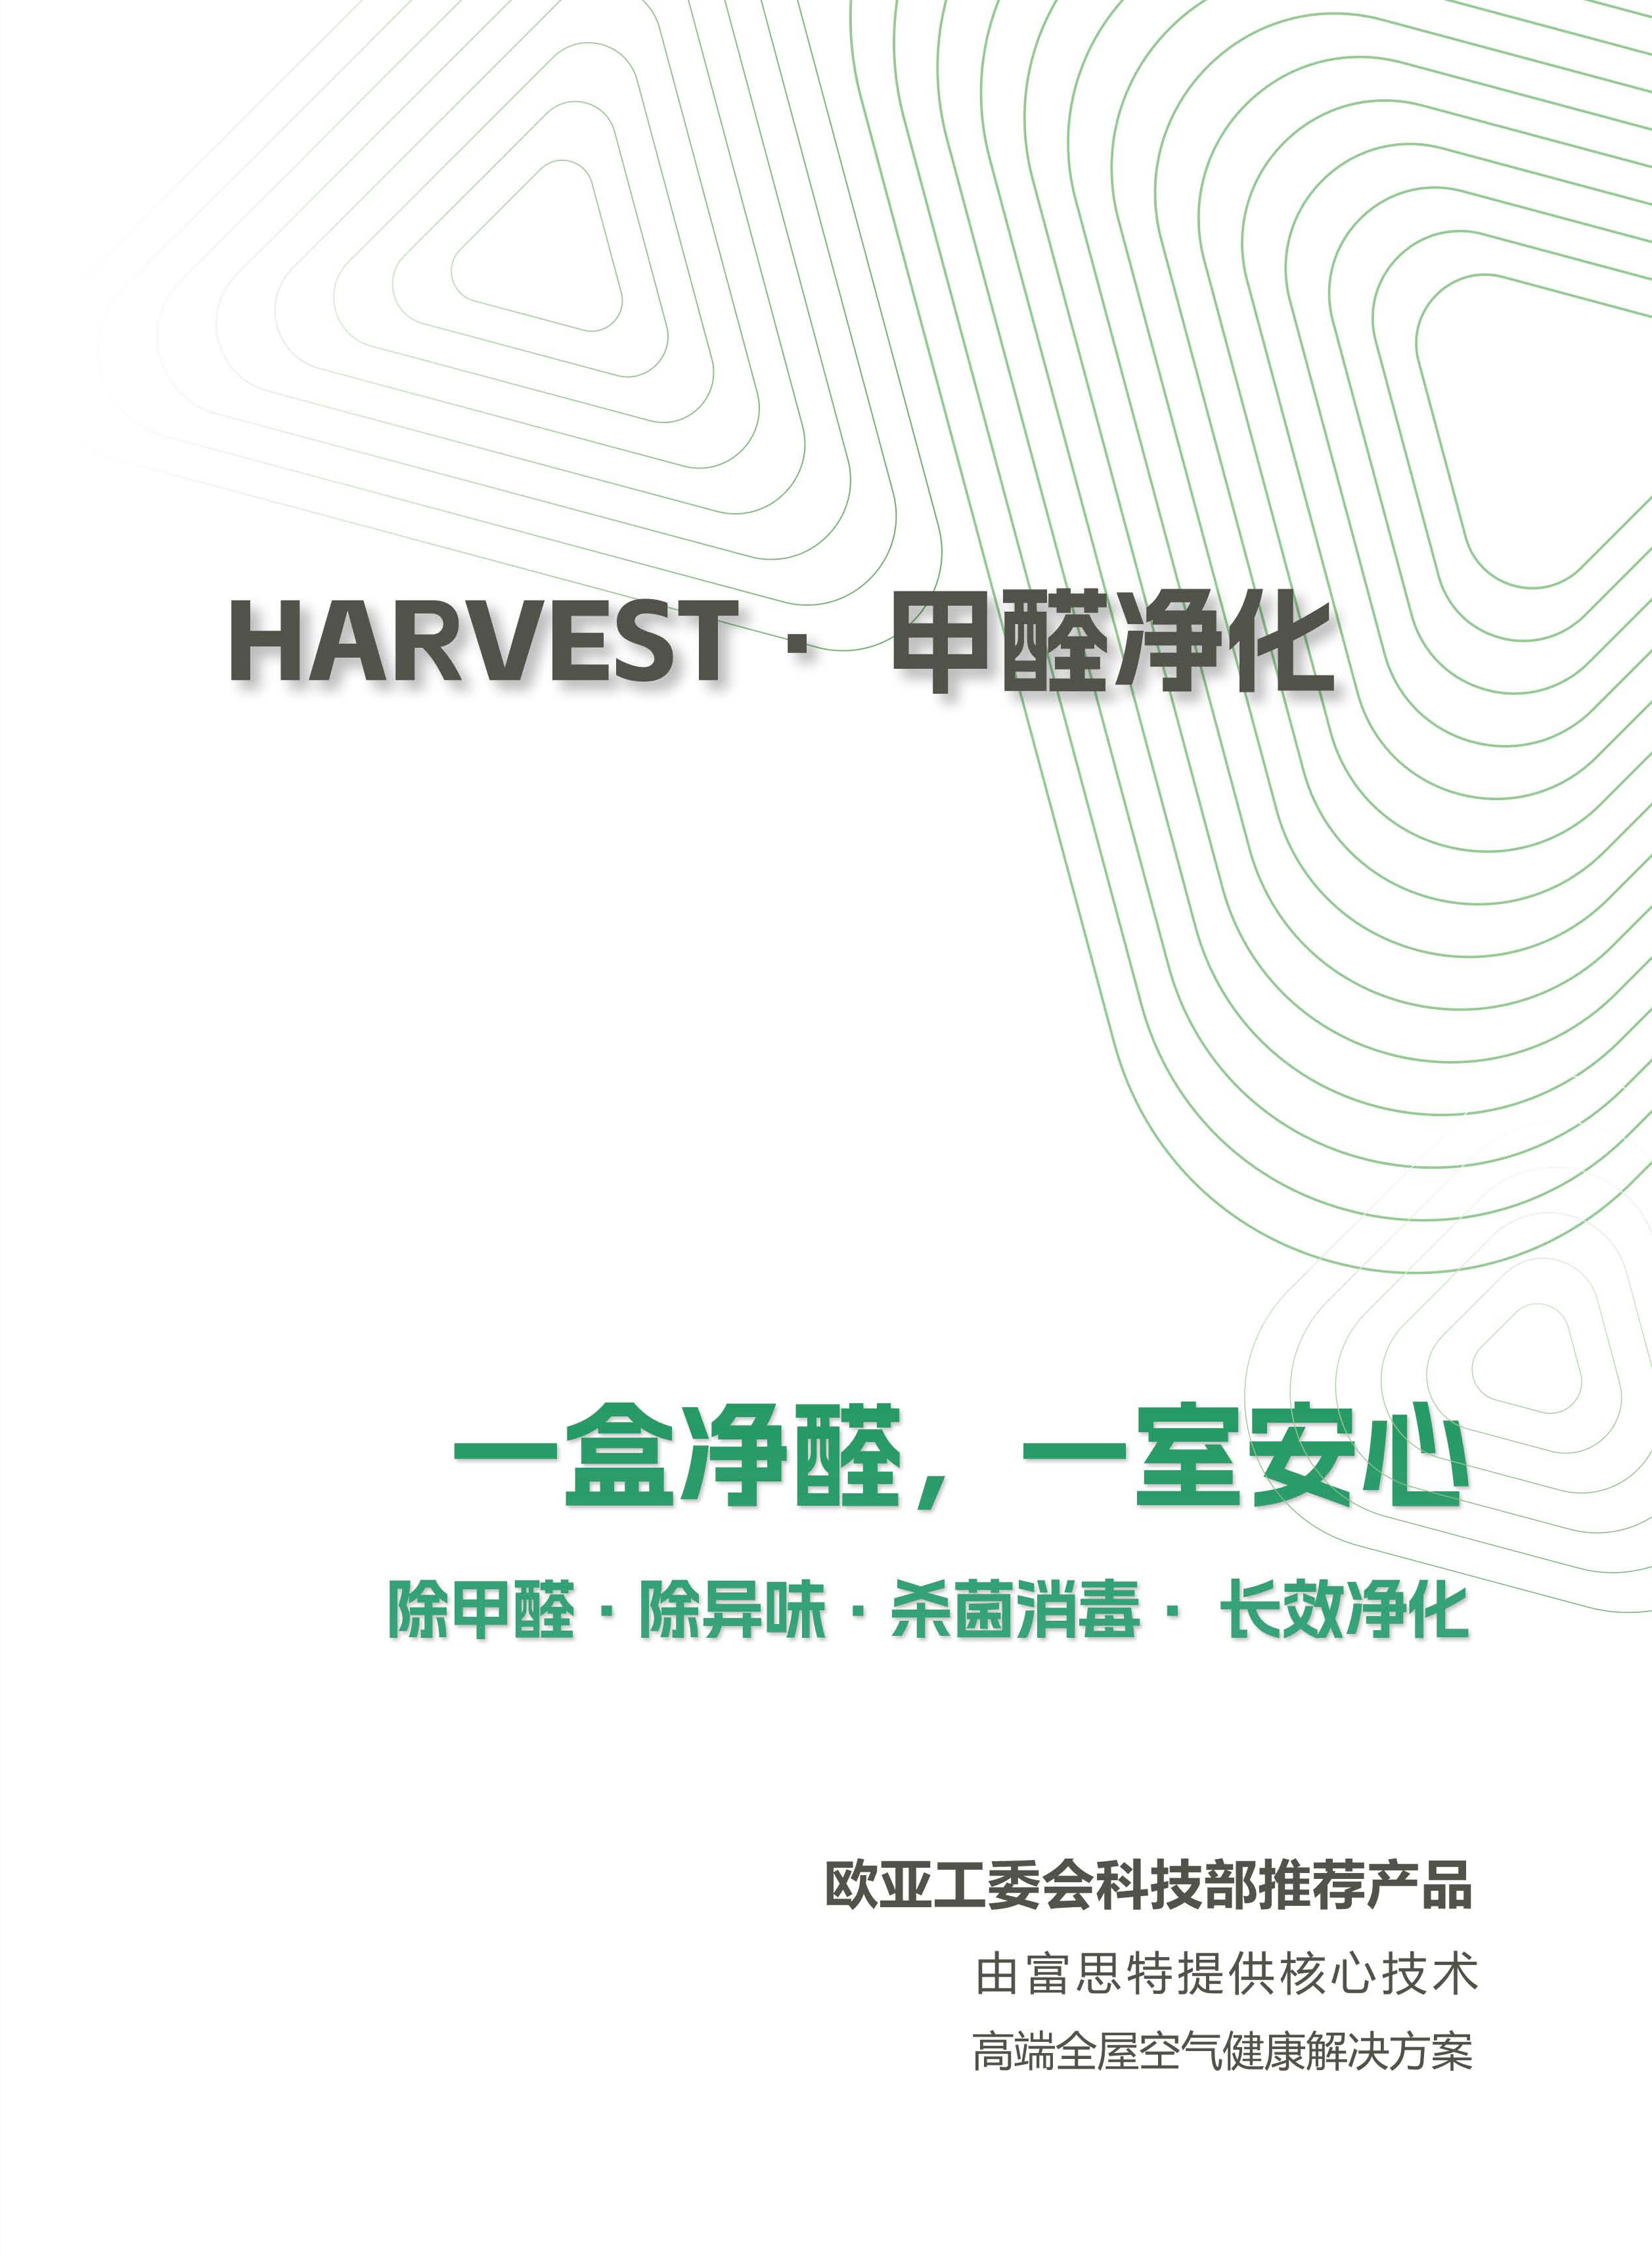 HARVEST · 甲醛净化
一盒净醛，一室安心
除甲醛 · 除异味 · 杀菌消毒 · 长效净化
欧亚工委会科技部推荐产品
由富思特提供核心技术
高端全屋空气健康解决方案